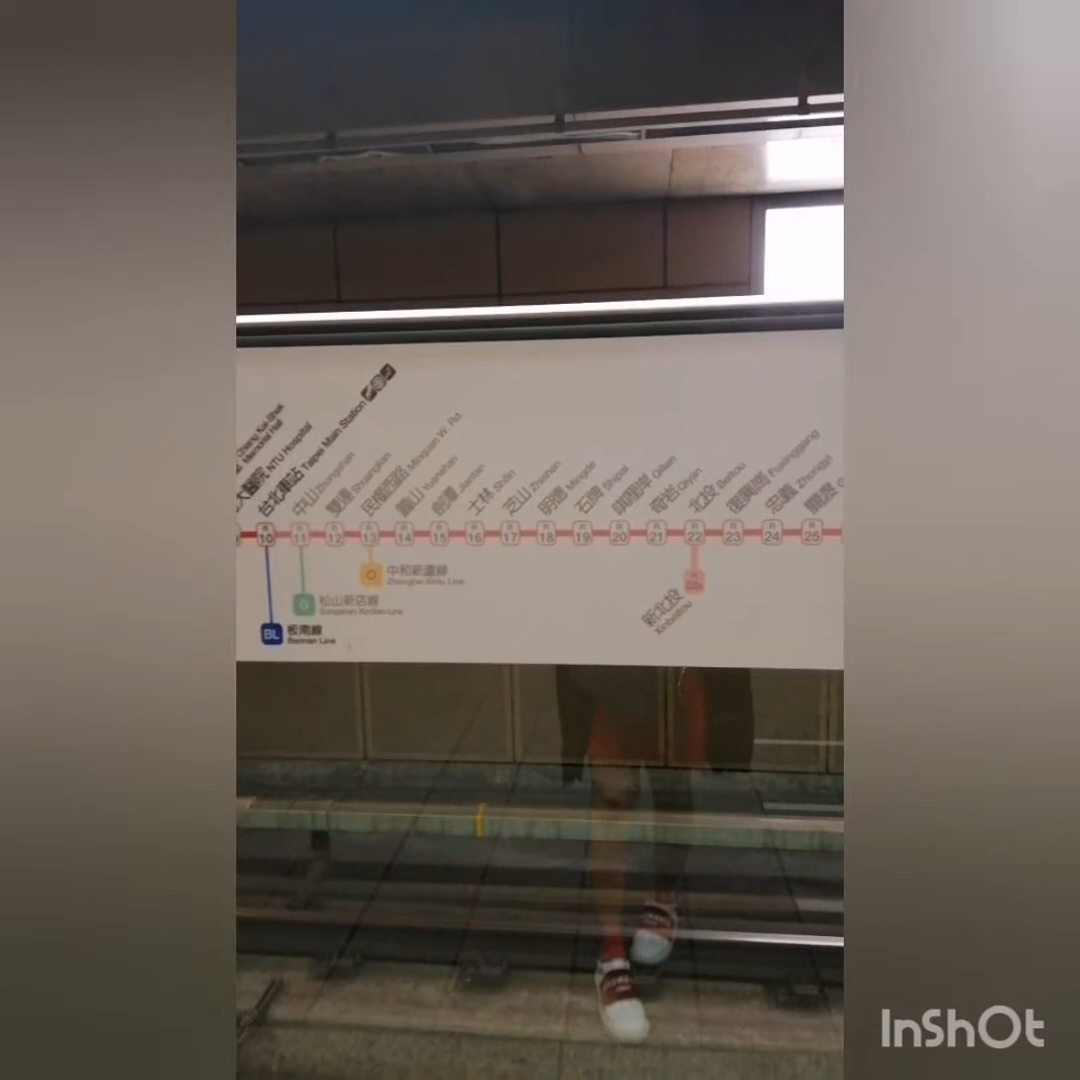 Chiang Kai-Shek
Memorial Hall
大醫院 NTU Hospital
台北車站 Taipei Main Station
中山 Zhongshan
雙連 Shuanglian
民權西路 Minquan W. Rd.
圓山 Yuanshan
劍潭 Jiantan
士林 Shilin
芝山 Zhishan
明德 Mingde
石牌 Shipai
唭哩岸 Qilian
奇岩 Qiyan
北投 Beitou
復興崗 Fuxinggang
忠義 Zhongyi
關渡
R 10
R 11
R 12
R 13
R 14
R 15
R 16
R 17
R 18
R 19
R 20
R 21
R 22
R 23
R 24
R 25
O 中和新蘆線
Zhonghe-Xinlu Line
G 松山新店線
Songshan-Xindian Line
BL 板南線
Bannan Line
R 22A
新北投
Xinbeitou
InShOt